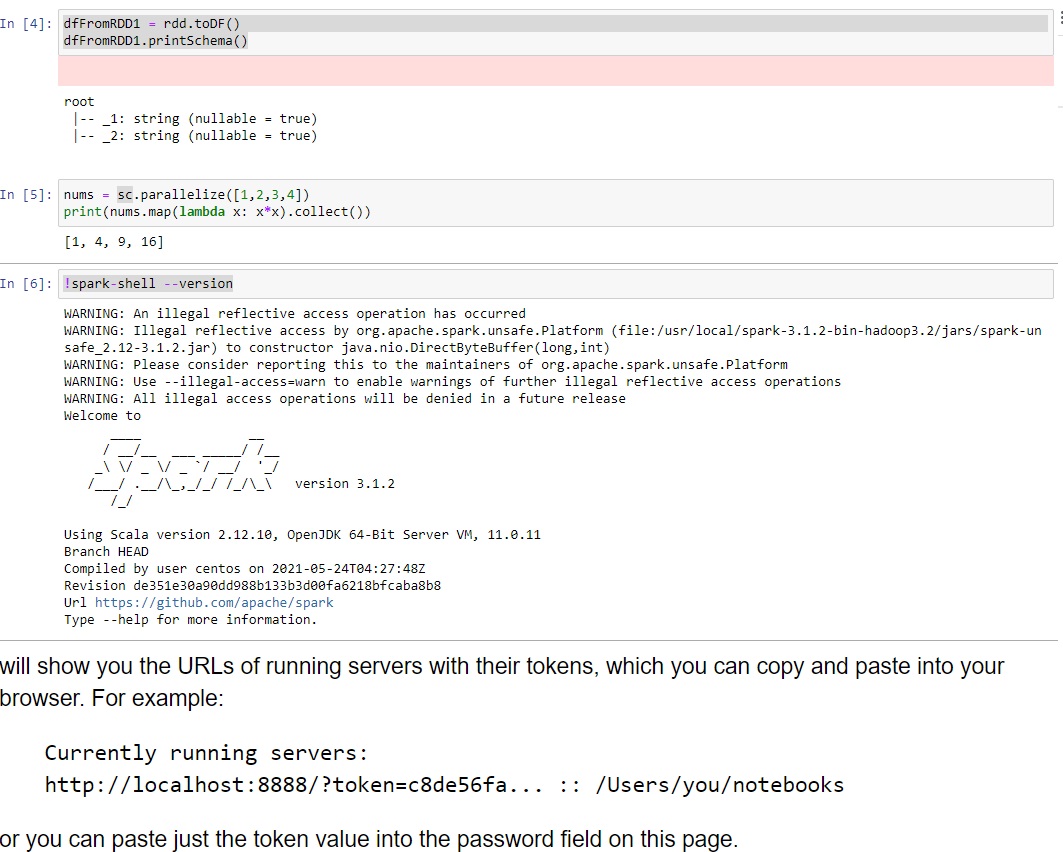 In [4]: dfFromRDD1 = rdd.toDF()
dfFromRDD1.printSchema()
root
 |-- _1: string (nullable = true)
 |-- _2: string (nullable = true)
In [5]: nums = sc.parallelize([1,2,3,4])
print(nums.map(lambda x: x*x).collect())
[1, 4, 9, 16]
In [6]: !spark-shell --version
WARNING: An illegal reflective access operation has occurred
WARNING: Illegal reflective access by org.apache.spark.unsafe.Platform (file:/usr/local/spark-3.1.2-bin-hadoop3.2/jars/spark-un
safe_2.12-3.1.2.jar) to constructor java.nio.DirectByteBuffer(long,int)
WARNING: Please consider reporting this to the maintainers of org.apache.spark.unsafe.Platform
WARNING: Use --illegal-access=warn to enable warnings of further illegal reflective access operations
WARNING: All illegal access operations will be denied in a future release
Welcome to
      ____              __
     / __/__  ___ _____/ /__
    _\ \/ _ \/ _ `/ __/  '_/
   /___/ .__/\_,_/_/ /_/\_\   version 3.1.2
      /_/
Using Scala version 2.12.10, OpenJDK 64-Bit Server VM, 11.0.11
Branch HEAD
Compiled by user centos on 2021-05-24T04:27:48Z
Revision de351e30a90dd988b133b3d00fa6218bfcaba8b8
Url https://github.com/apache/spark
Type --help for more information.
will show you the URLs of running servers with their tokens, which you can copy and paste into your
browser. For example:
Currently running servers:
http://localhost:8888/?token=c8de56fa... :: /Users/you/notebooks
or you can paste just the token value into the password field on this page.